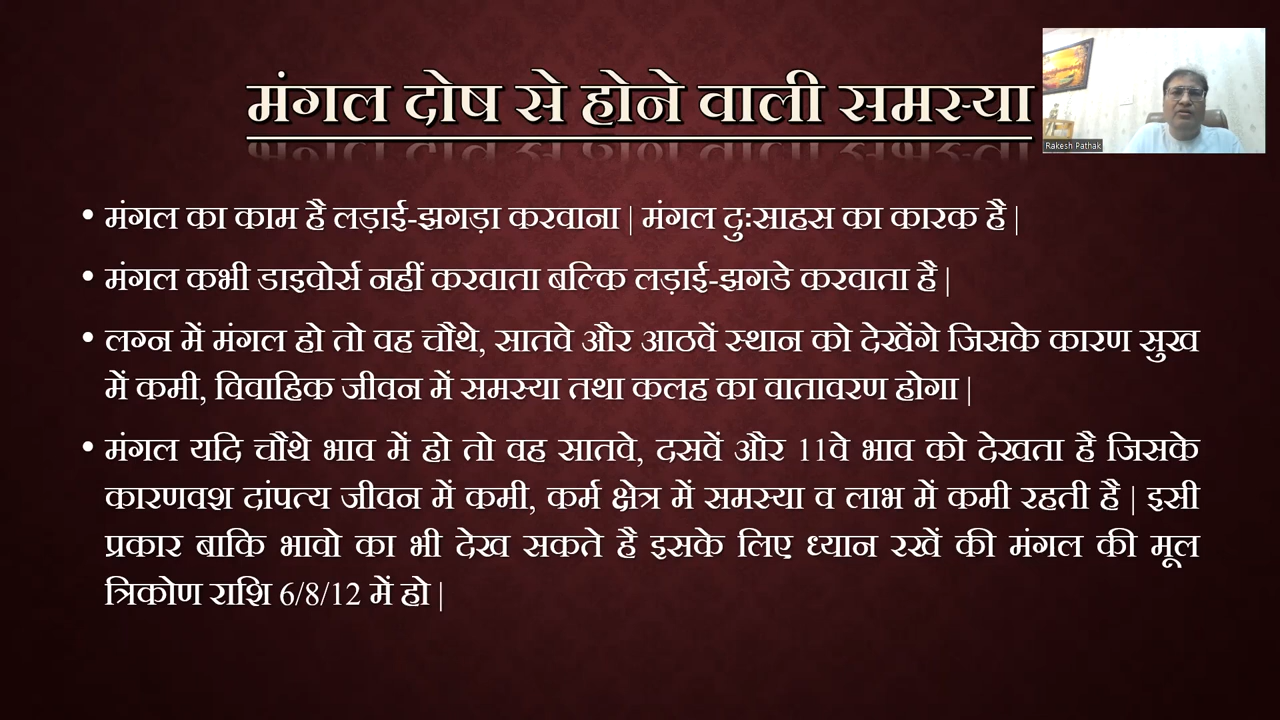 मंगल दोष से होने वाली समस्या
Rakesh Pathak
• मंगल का काम है लड़ाई-झगड़ा करवाना | मंगल दुःसाहस का कारक है |
• मंगल कभी डाइवोर्स नहीं करवाता बल्कि लड़ाई-झगडे करवाता है |
• लग्न में मंगल हो तो वह चौथे, सातवे और आठवें स्थान को देखेंगे जिसके कारण सुख
में कमी, विवाहिक जीवन में समस्या तथा कलह का वातावरण होगा |
• मंगल यदि चौथे भाव में हो तो वह सातवे, दसवें और 11वे भाव को देखता है जिसके
कारणवश दांपत्य जीवन में कमी, कर्म क्षेत्र में समस्या व लाभ में कमी रहती है | इसी
प्रकार बाकि भावो का भी देख सकते है इसके लिए ध्यान रखें की मंगल की मूल
त्रिकोण राशि 6/8/12 में हो |